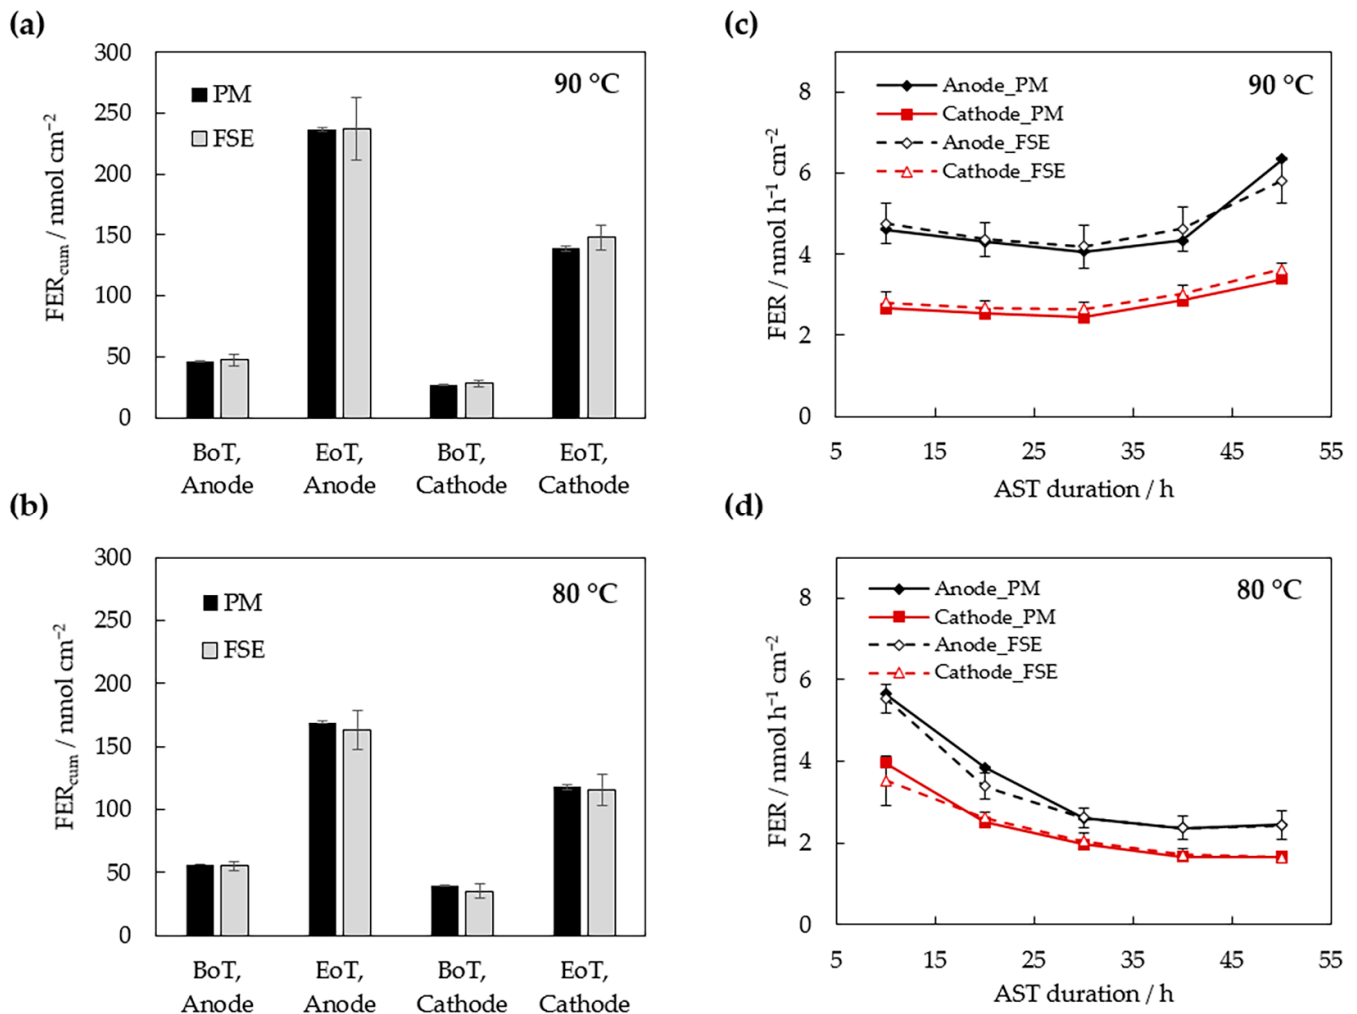 (a)
300
250
200
150
100
50
0
FERcum / nmol cm⁻²
90 °C
PM
FSE
BoT,
Anode
EoT,
Anode
BoT,
Cathode
EoT,
Cathode
(c)
8
6
4
2
0
FER / nmol h⁻¹ cm⁻²
Anode_PM
Cathode_PM
Anode_FSE
Cathode_FSE
90 °C
5 15 25 35 45 55
AST duration / h
(b)
300
250
200
150
100
50
0
FERcum / nmol cm⁻²
80 °C
PM
FSE
BoT,
Anode
EoT,
Anode
BoT,
Cathode
EoT,
Cathode
(d)
8
6
4
2
0
FER / nmol h⁻¹ cm⁻²
Anode_PM
Cathode_PM
Anode_FSE
Cathode_FSE
80 °C
5 15 25 35 45 55
AST duration / h